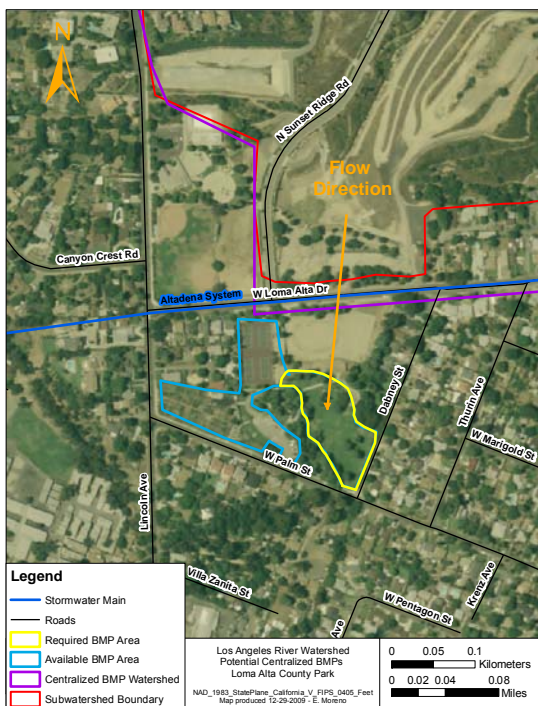 N
N Sunset Ridge Rd
Flow
Direction
Canyon Crest Rd
Altadena System
W Loma Alta Dr
Dabney St
Thurin Ave
W Marigold St
W Palm St
Lincoln Ave
Villa Zanita St
Krenz Ave
W Pentagon St
Ave
Legend
Stormwater Main
Roads
Required BMP Area
Available BMP Area
Centralized BMP Watershed
Subwatershed Boundary
Los Angeles River Watershed
Potential Centralized BMPs
Loma Alta County Park
NAD_1983_StatePlane_California_V_FIPS_0405_Feet
Map produced 12-29-2009 - E. Moreno
0 0.05 0.1
Kilometers
Miles
0 0.02 0.04 0.08